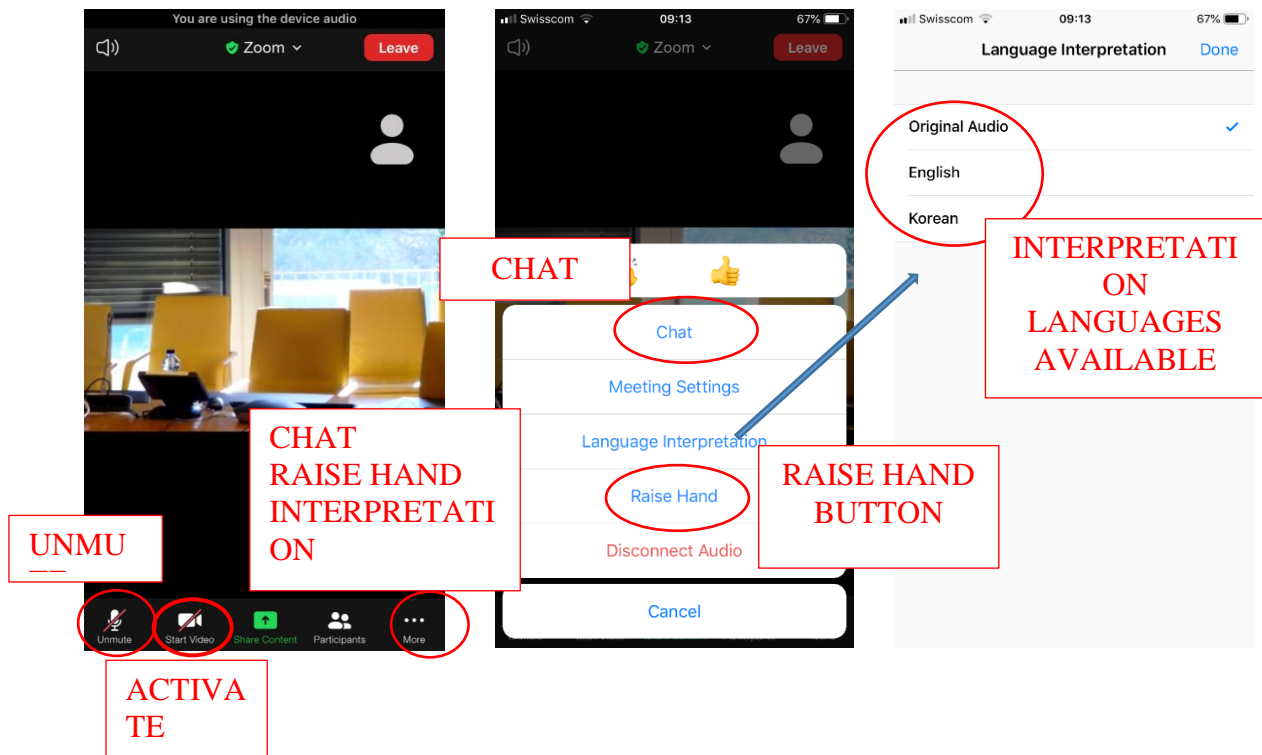 You are using the device audio
Zoom
Leave
CHAT
RAISE HAND
INTERPRETATI
ON
UNMU
Unmute
Start Video
Share Content
Participants
More
ACTIVA
TE
Swisscom
09:13
67%
Zoom
Leave
CHAT
Chat
Meeting Settings
Language Interpretation
Raise Hand
Disconnect Audio
Cancel
RAISE HAND
BUTTON
Swisscom
09:13
67%
Language Interpretation
Done
Original Audio
English
Korean
INTERPRETATI
ON
LANGUAGES
AVAILABLE